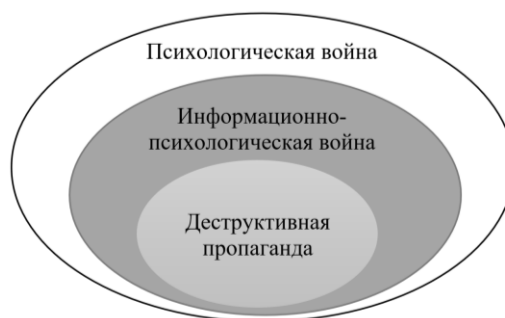 Психологическая война
Информационно-
психологическая война
Деструктивная
пропаганда